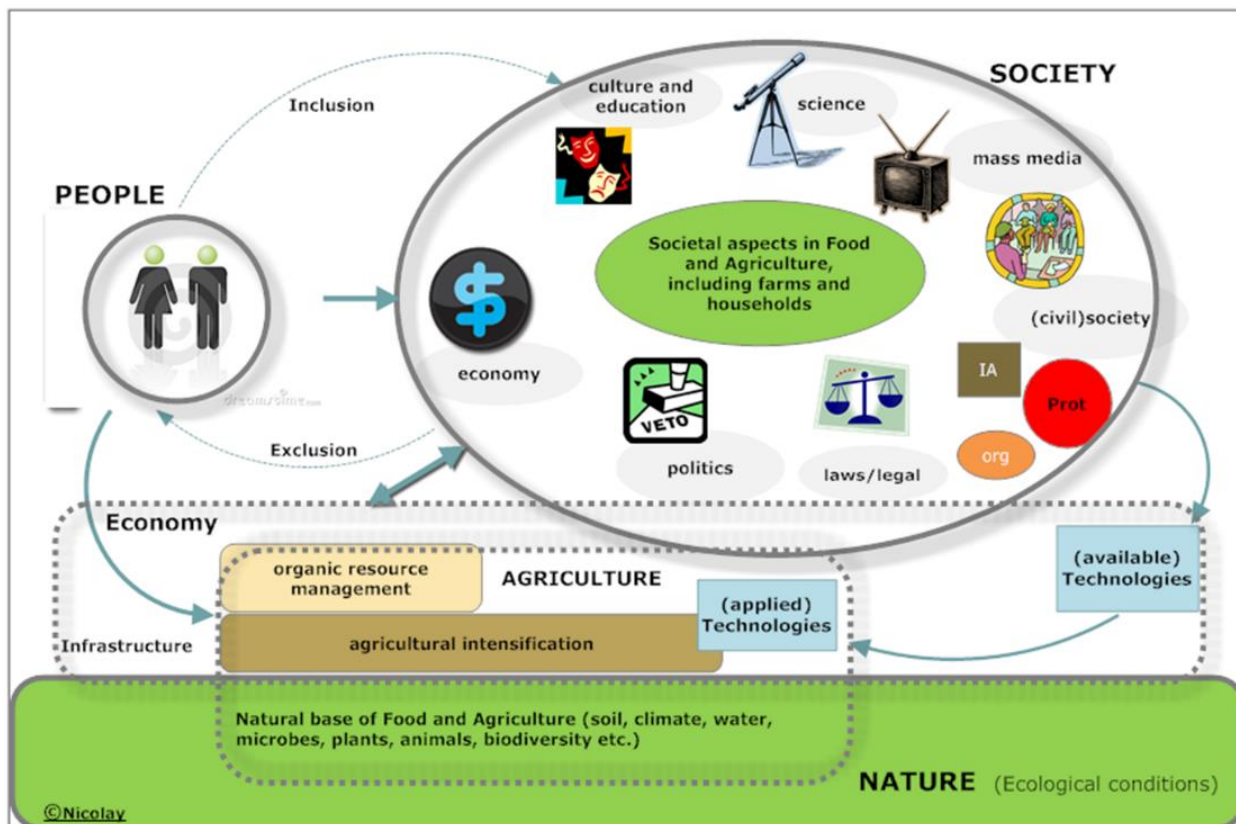 SOCIETY
culture and
education
science
mass media
Inclusion
PEOPLE
Societal aspects in Food
and Agriculture,
including farms and
households
(civil)society
economy
IA
Prot
org
VETO
politics
laws/legal
dreamstime.com
Exclusion
Economy
organic resource
management
AGRICULTURE
(applied)
Technologies
(available)
Technologies
Infrastructure
agricultural intensification
Natural base of Food and Agriculture (soil, climate, water,
microbes, plants, animals, biodiversity etc.)
NATURE (Ecological conditions)
©Nicolay